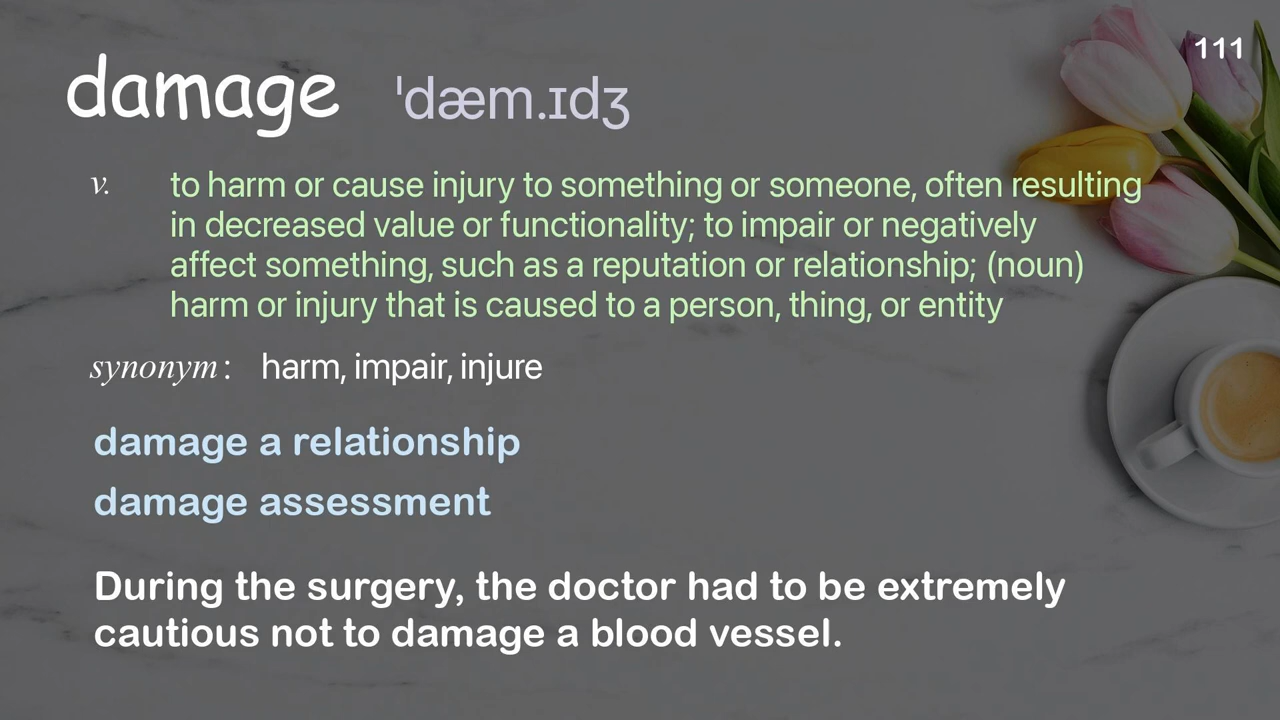 111
damage ˈdæm.ɪdʒ
v. to harm or cause injury to something or someone, often resulting
in decreased value or functionality; to impair or negatively
affect something, such as a reputation or relationship; (noun)
harm or injury that is caused to a person, thing, or entity
synonym: harm, impair, injure
damage a relationship
damage assessment
During the surgery, the doctor had to be extremely
cautious not to damage a blood vessel.